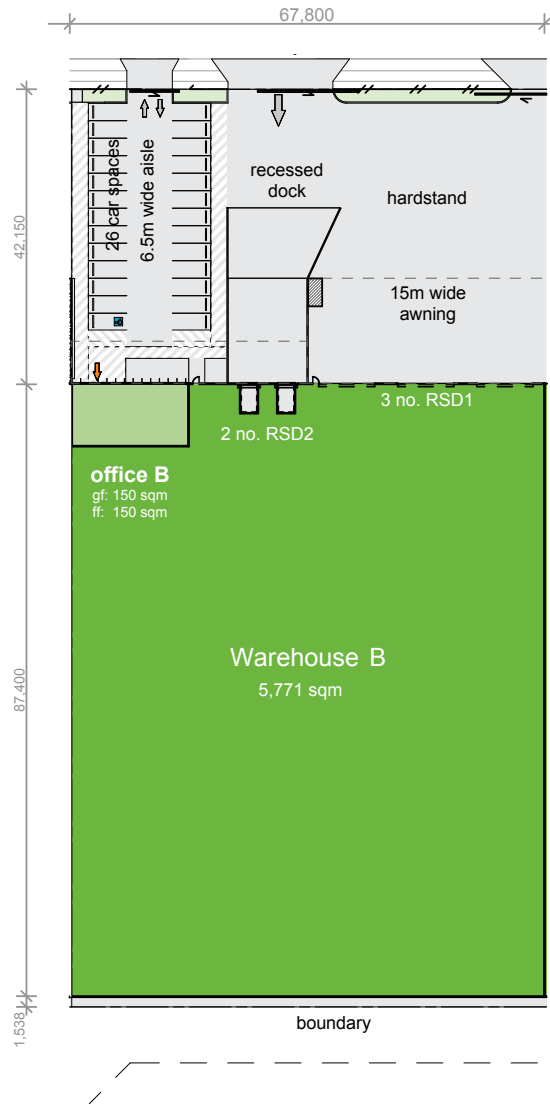 67,800
42,150
26 car spaces
6.5m wide aisle
recessed
dock
hardstand
15m wide
awning
3 no. RSD1
2 no. RSD2
office B
gf: 150 sqm
ff: 150 sqm
Warehouse B
5,771 sqm
87,400
1,538
boundary